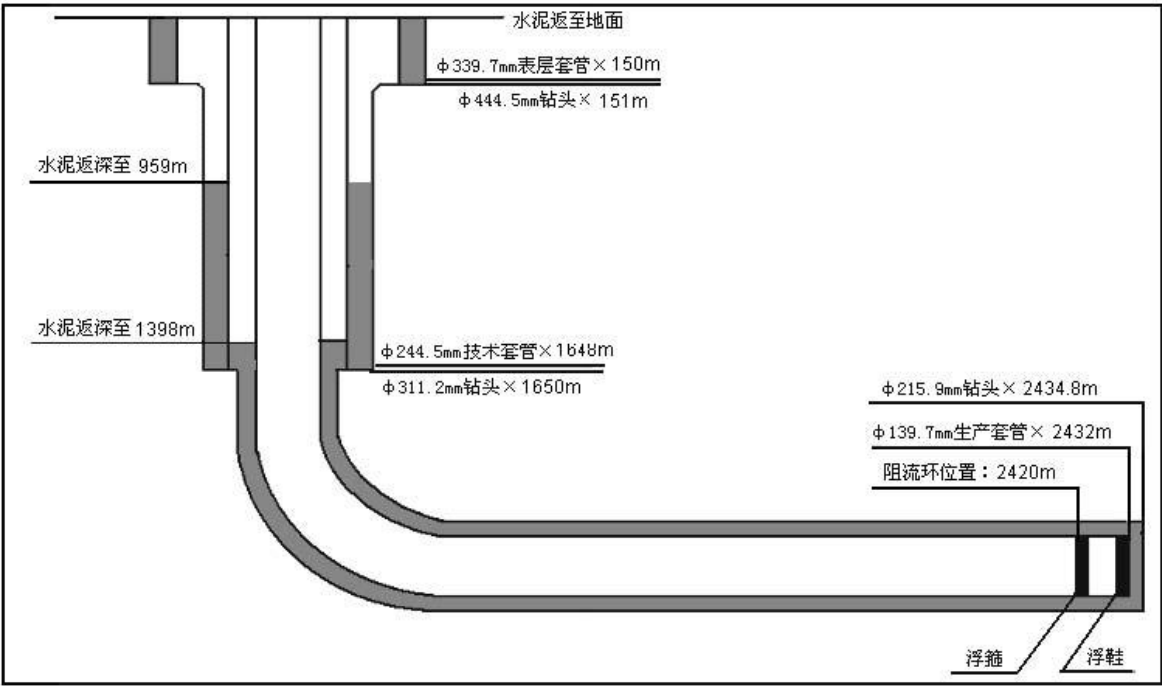 水泥返至地面
φ339.7mm表层套管×150m
φ444.5mm钻头×151m
水泥返深至 959m
水泥返深至1398m
φ244.5mm技术套管×1648m
φ311.2mm钻头×1650m
φ215.9mm钻头×2434.8m
φ139.7mm生产套管×2432m
阻流环位置：2420m
浮箍
浮鞋